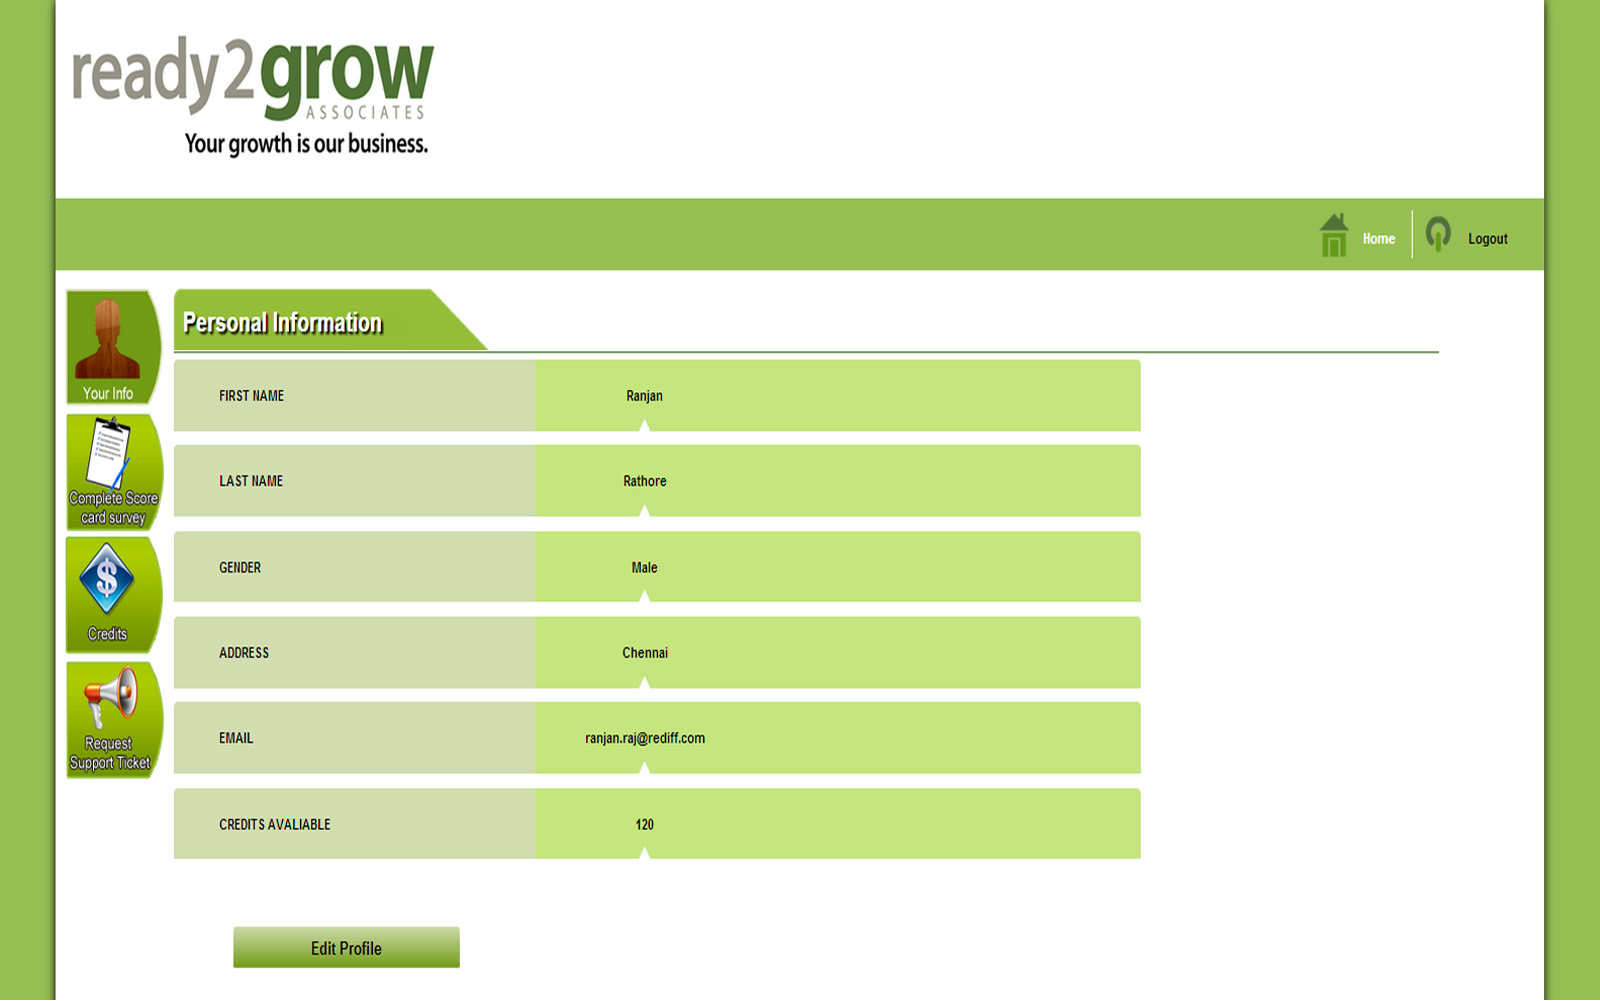 ready2grow
ASSOCIATES
Your growth is our business.
Home
Logout
Your Info
Complete Score
card survey
Credits
Request
Support Ticket
Personal Information
FIRST NAME Ranjan
LAST NAME Rathore
GENDER Male
ADDRESS Chennai
EMAIL ranjan.raj@rediff.com
CREDITS AVALIABLE 120
Edit Profile